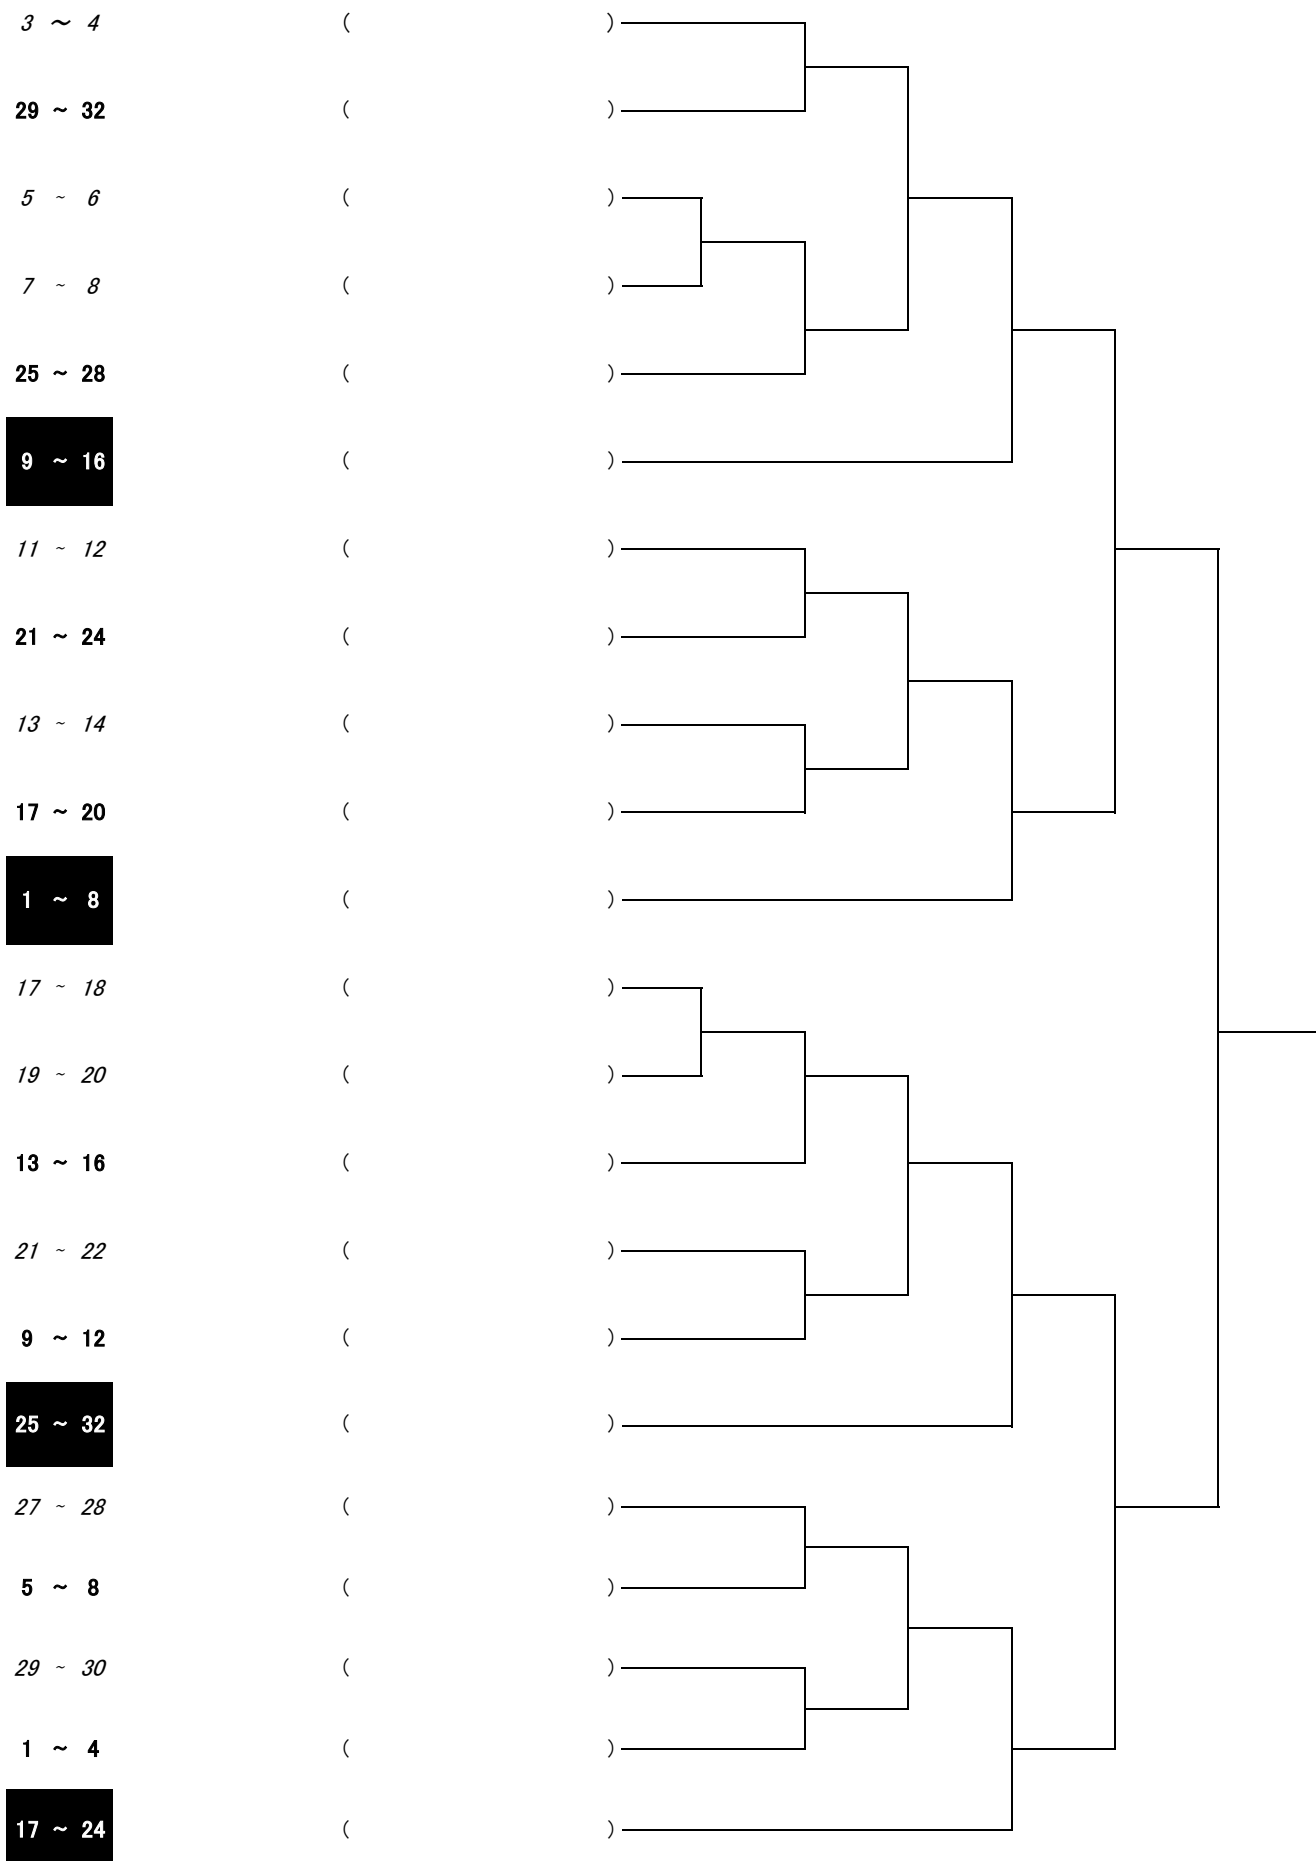 3 ～ 4 ( )
29 ～ 32 ( )
5 ~ 6 ( )
7 ~ 8 ( )
25 ～ 28 ( )
9 ～ 16 ( )
11 ~ 12 ( )
21 ～ 24 ( )
13 ~ 14 ( )
17 ～ 20 ( )
1 ～ 8 ( )
17 ~ 18 ( )
19 ~ 20 ( )
13 ～ 16 ( )
21 ~ 22 ( )
9 ～ 12 ( )
25 ～ 32 ( )
27 ~ 28 ( )
5 ～ 8 ( )
29 ~ 30 ( )
1 ～ 4 ( )
17 ～ 24 ( )